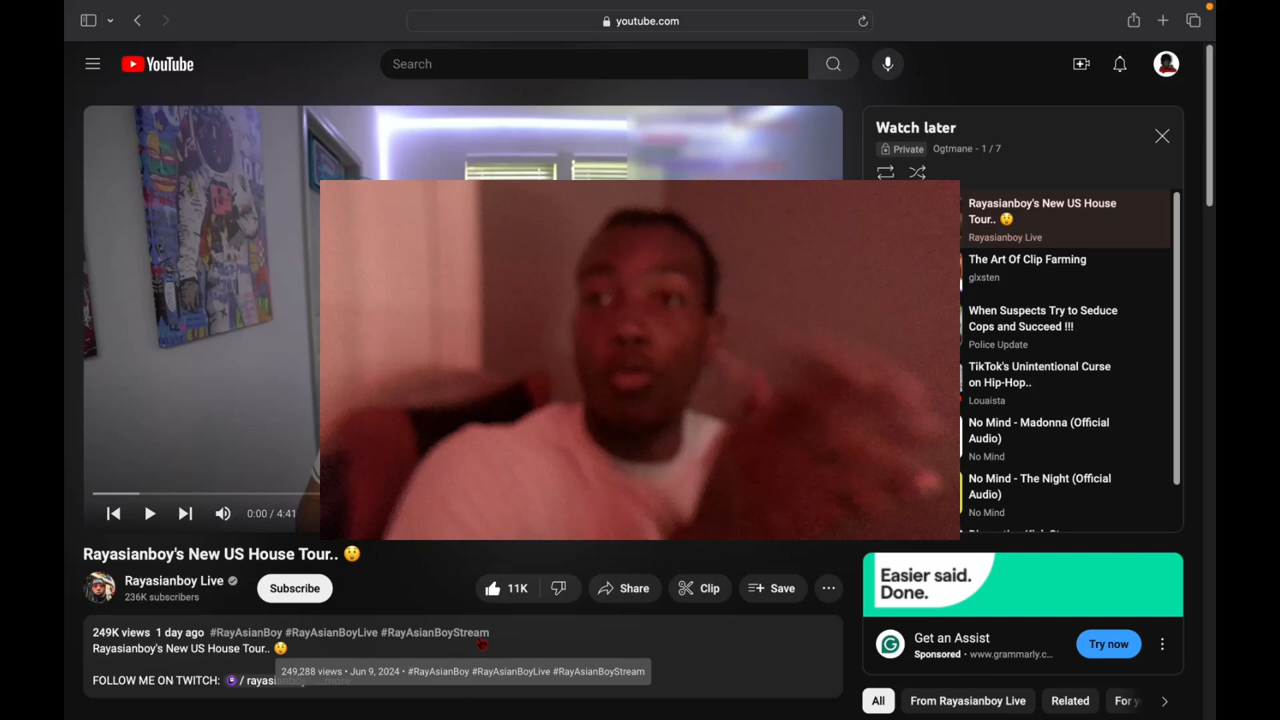 youtube.com
YouTube
Search
Watch later
Private
Ogtmane - 1 / 7
Rayasianboy's New US House
Tour.. 😲
Rayasianboy Live
The Art Of Clip Farming
glxsten
When Suspects Try to Seduce
Cops and Succeed !!!
Police Update
TikTok's Unintentional Curse
on Hip-Hop..
Louaista
No Mind - Madonna (Official
Audio)
No Mind
No Mind - The Night (Official
Audio)
No Mind
0:00 / 4:41
Rayasianboy's New US House Tour.. 😲
Rayasianboy Live
236K subscribers
Subscribe
11K
Share
Clip
Save
249K views 1 day ago #RayAsianBoy #RayAsianBoyLive #RayAsianBoyStream
Rayasianboy's New US House Tour.. 😲
249,288 views • Jun 9, 2024 • #RayAsianBoy #RayAsianBoyLive #RayAsianBoyStream
FOLLOW ME ON TWITCH: / rayasi
Easier said.
Done.
Get an Assist
Sponsored · www.grammarly.c...
Try now
All
From Rayasianboy Live
Related
For y